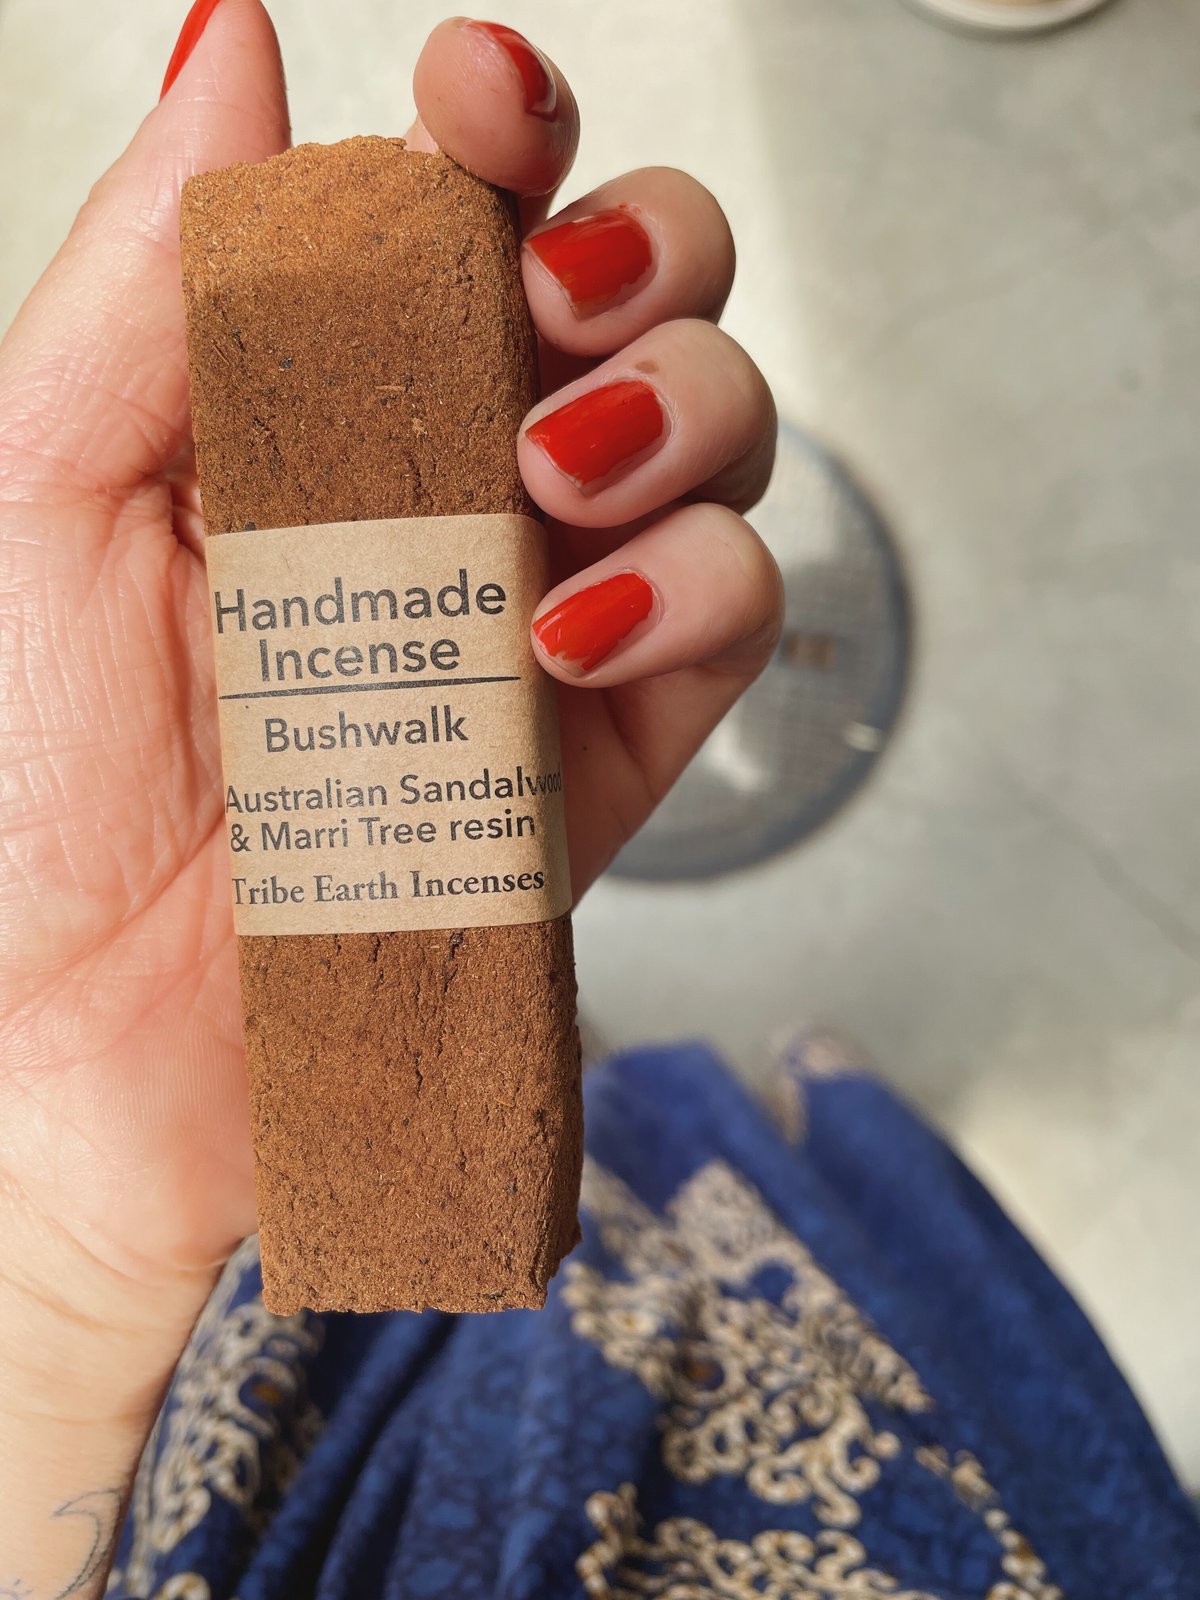 Handmade
Incense
Bushwalk
Australian Sandalwood
& Marri Tree resin
Tribe Earth Incenses